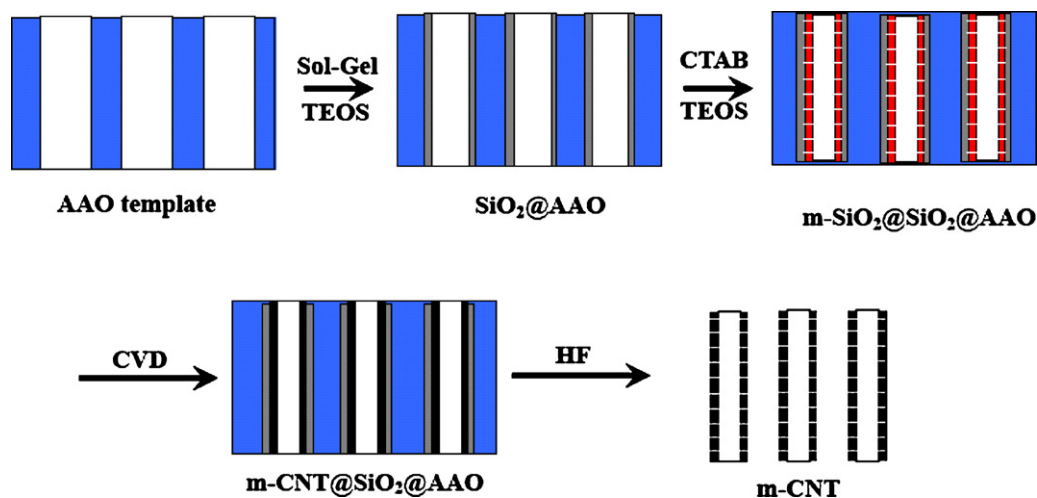 Sol-Gel
TEOS
CTAB
TEOS
AAO template
SiO₂@AAO
m-SiO₂@SiO₂@AAO
CVD
HF
m-CNT@SiO₂@AAO
m-CNT